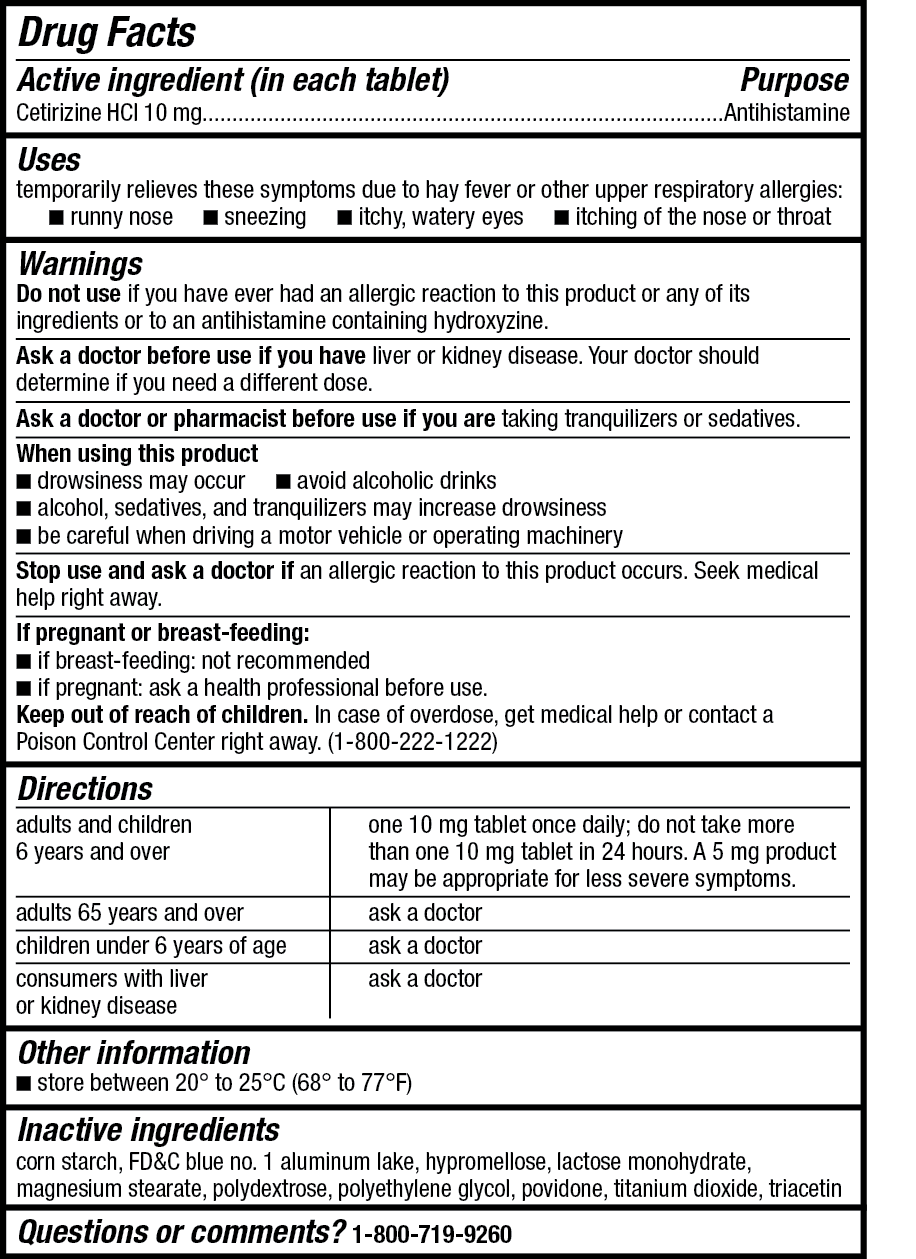 Drug Facts
Active ingredient (in each tablet) Purpose
Cetirizine HCl 10 mg.......................................................................................Antihistamine
Uses
temporarily relieves these symptoms due to hay fever or other upper respiratory allergies:
■ runny nose ■ sneezing ■ itchy, watery eyes ■ itching of the nose or throat
Warnings
Do not use if you have ever had an allergic reaction to this product or any of its
ingredients or to an antihistamine containing hydroxyzine.
Ask a doctor before use if you have liver or kidney disease. Your doctor should
determine if you need a different dose.
Ask a doctor or pharmacist before use if you are taking tranquilizers or sedatives.
When using this product
■ drowsiness may occur ■ avoid alcoholic drinks
■ alcohol, sedatives, and tranquilizers may increase drowsiness
■ be careful when driving a motor vehicle or operating machinery
Stop use and ask a doctor if an allergic reaction to this product occurs. Seek medical
help right away.
If pregnant or breast-feeding:
■ if breast-feeding: not recommended
■ if pregnant: ask a health professional before use.
Keep out of reach of children. In case of overdose, get medical help or contact a
Poison Control Center right away. (1-800-222-1222)
Directions
adults and children
6 years and over
one 10 mg tablet once daily; do not take more
than one 10 mg tablet in 24 hours. A 5 mg product
may be appropriate for less severe symptoms.
adults 65 years and over ask a doctor
children under 6 years of age ask a doctor
consumers with liver
or kidney disease
ask a doctor
Other information
■ store between 20° to 25°C (68° to 77°F)
Inactive ingredients
corn starch, FD&C blue no. 1 aluminum lake, hypromellose, lactose monohydrate,
magnesium stearate, polydextrose, polyethylene glycol, povidone, titanium dioxide, triacetin
Questions or comments? 1-800-719-9260